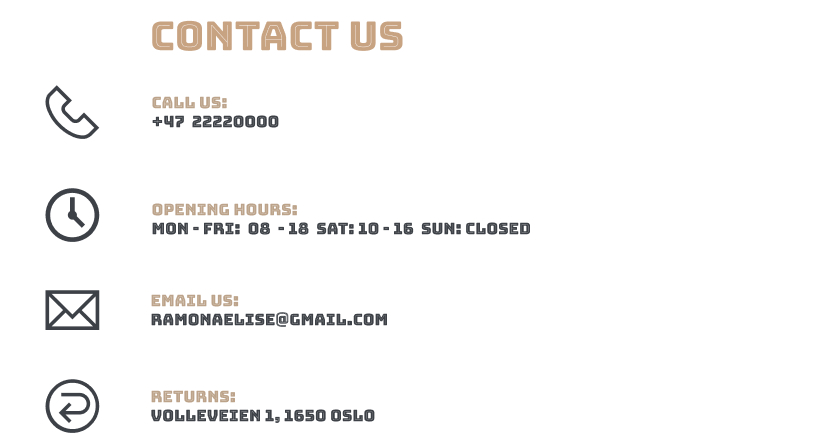 CONTACT US
CALL US:
+47 22220000
OPENING HOURS:
MON - FRI: 08 - 18 SAT: 10 - 16 SUN: CLOSED
EMAIL US:
RAMONAELISE@GMAIL.COM
RETURNS:
VOLLEVEIEN 1, 1650 OSLO